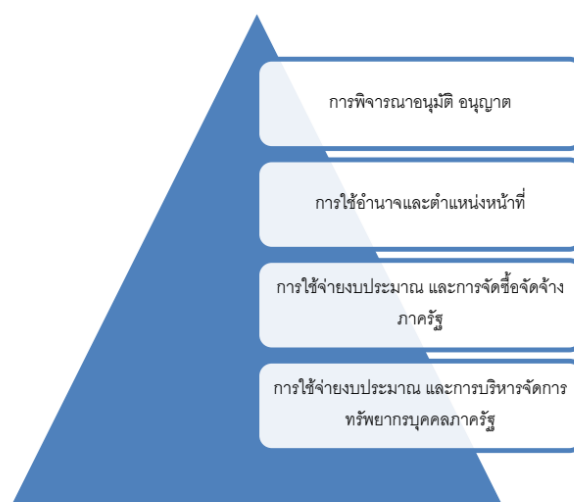 การพิจารณาอนุมัติ อนุญาต
การใช้อำนาจและตำแหน่งหน้าที่
การใช้จ่ายงบประมาณ และการจัดซื้อจัดจ้าง
ภาครัฐ
การใช้จ่ายงบประมาณ และการบริหารจัดการ
ทรัพยากรบุคคลภาครัฐ